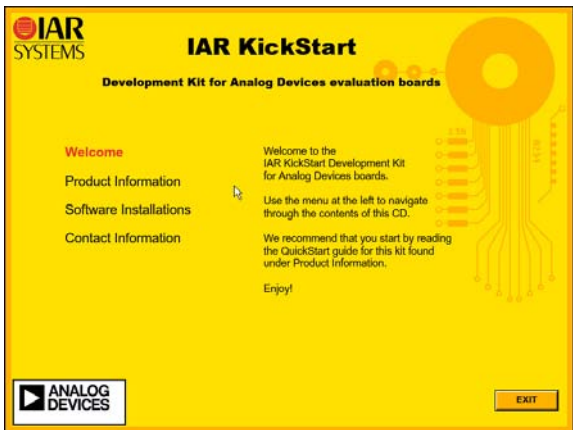 IAR
SYSTEMS
IAR KickStart
Development Kit for Analog Devices evaluation boards
Welcome
Product Information
Software Installations
Contact Information
Welcome to the
IAR KickStart Development Kit
for Analog Devices boards.
Use the menu at the left to navigate
through the contents of this CD.
We recommend that you start by reading
the QuickStart guide for this kit found
under Product Information.
Enjoy!
ANALOG
DEVICES
EXIT